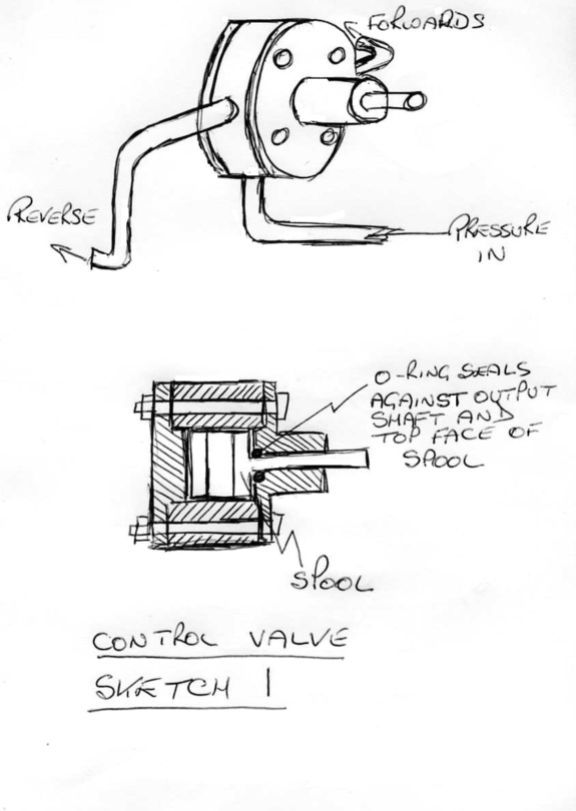 FORWARDS
REVERSE
PRESSURE
IN
O-RING SEALS
AGAINST OUTPUT
SHAFT AND
TOP FACE OF
SPOOL
SPOOL
CONTROL VALVE
SKETCH 1